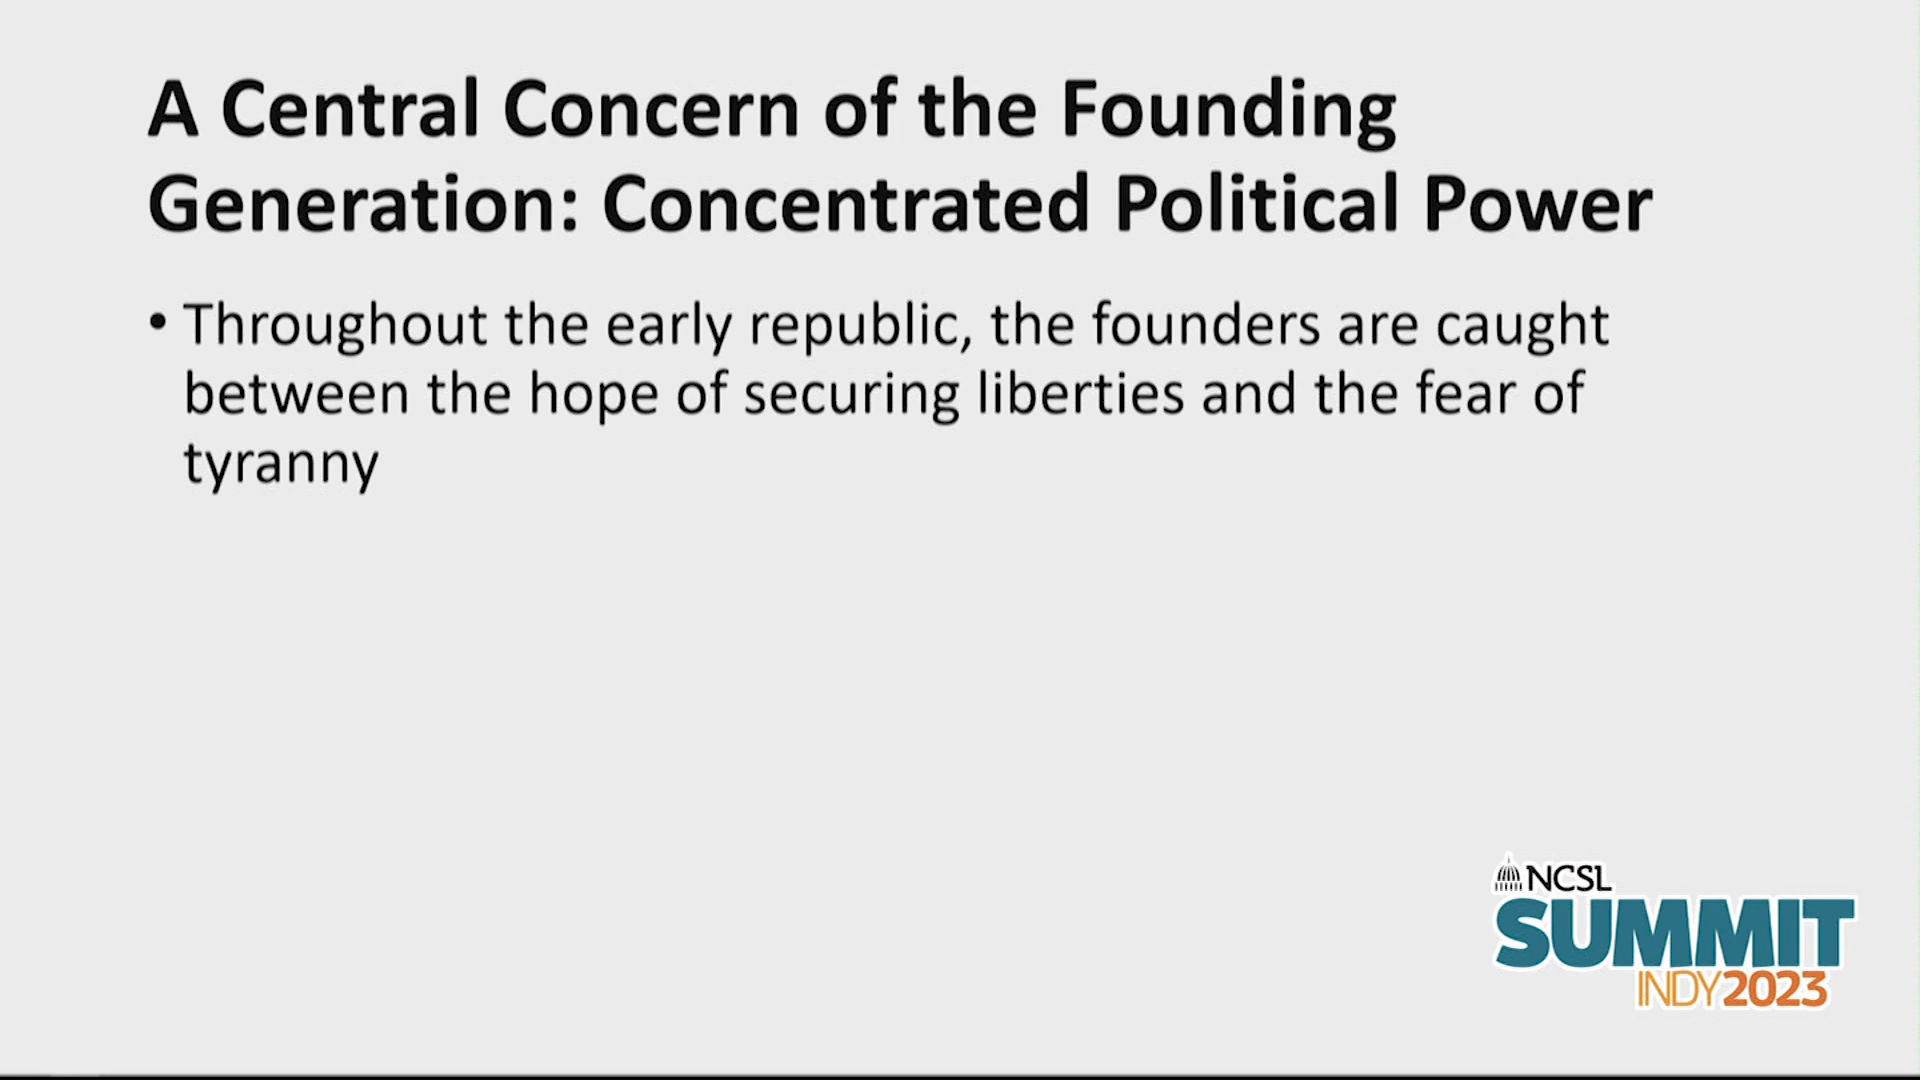 A Central Concern of the Founding
Generation: Concentrated Political Power
• Throughout the early republic, the founders are caught
between the hope of securing liberties and the fear of
tyranny
NCSL
SUMMIT
INDY2023